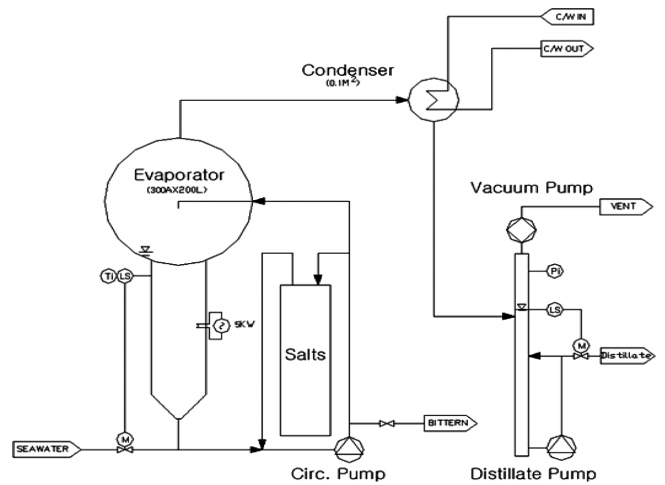 C/W IN
C/W OUT
Condenser
(0.1M²)
Evaporator
(300AX200L)
Vacuum Pump
VENT
Pi
Ti LS
LS
5KW
M
Distillate
Salts
M
BITTERN
SEAWATER
Circ. Pump
Distillate Pump